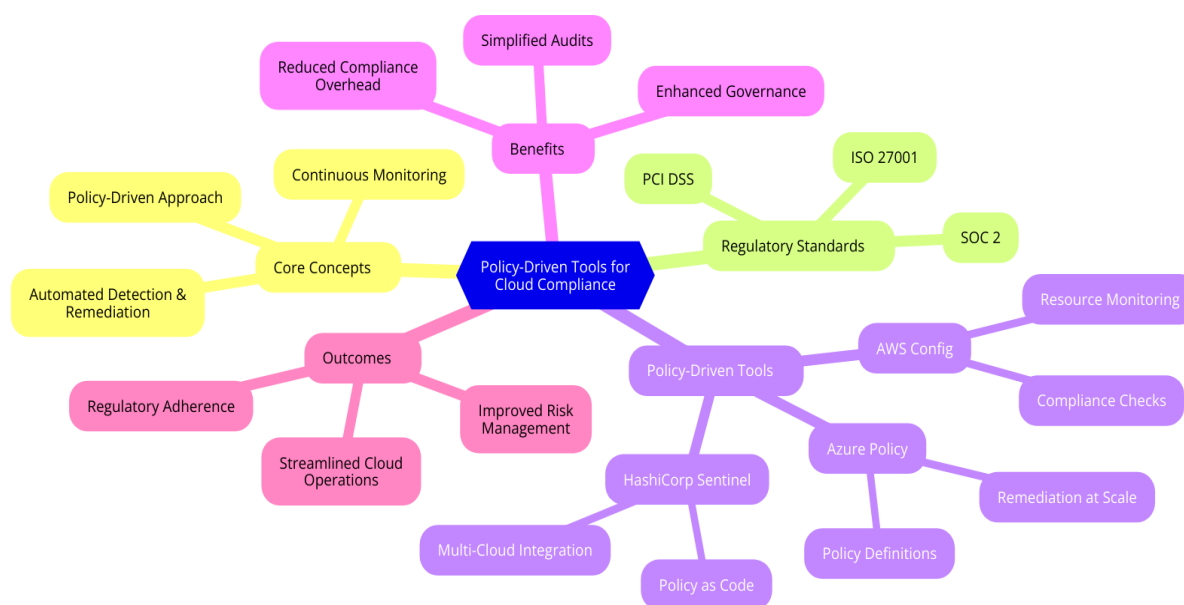 Policy-Driven Tools for
Cloud Compliance
Benefits
Reduced Compliance
Overhead
Simplified Audits
Enhanced Governance
Regulatory Standards
PCI DSS
ISO 27001
SOC 2
Core Concepts
Continuous Monitoring
Policy-Driven Approach
Automated Detection &
Remediation
Outcomes
Regulatory Adherence
Streamlined Cloud
Operations
Improved Risk
Management
Policy-Driven Tools
AWS Config
Resource Monitoring
Compliance Checks
Azure Policy
Remediation at Scale
Policy Definitions
HashiCorp Sentinel
Multi-Cloud Integration
Policy as Code